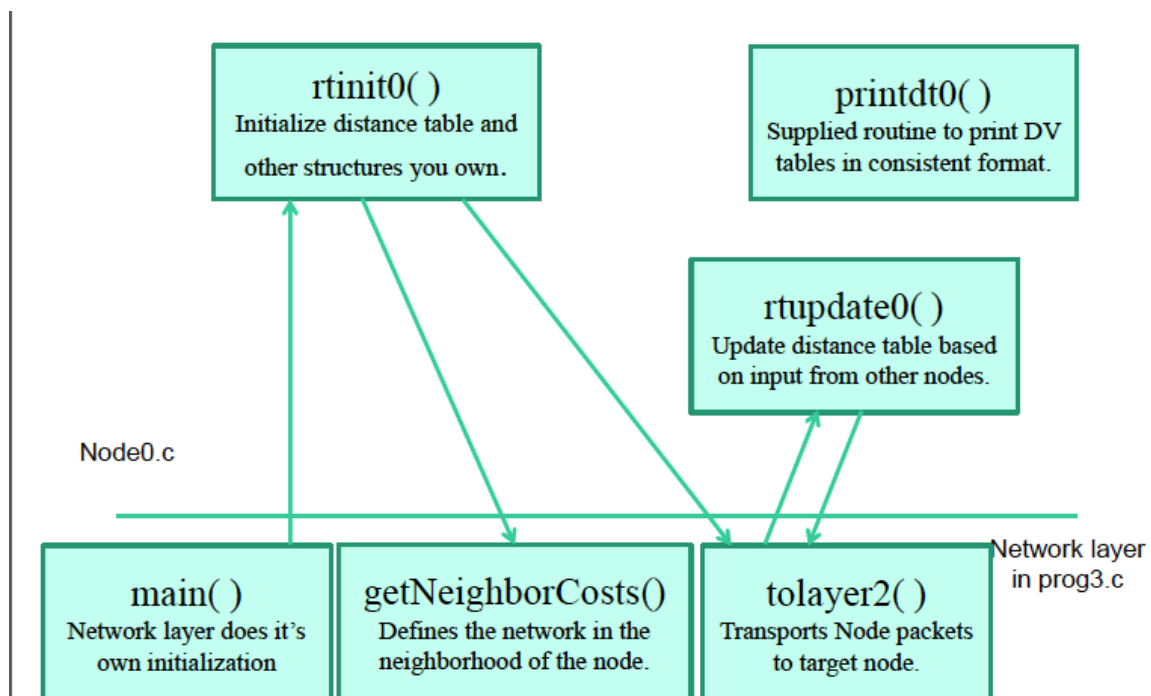 rtinit0( )
Initialize distance table and
other structures you own.
printdt0( )
Supplied routine to print DV
tables in consistent format.
rtupdate0( )
Update distance table based
on input from other nodes.
Node0.c
Network layer
in prog3.c
main( )
Network layer does it's
own initialization
getNeighborCosts()
Defines the network in the
neighborhood of the node.
tolayer2( )
Transports Node packets
to target node.